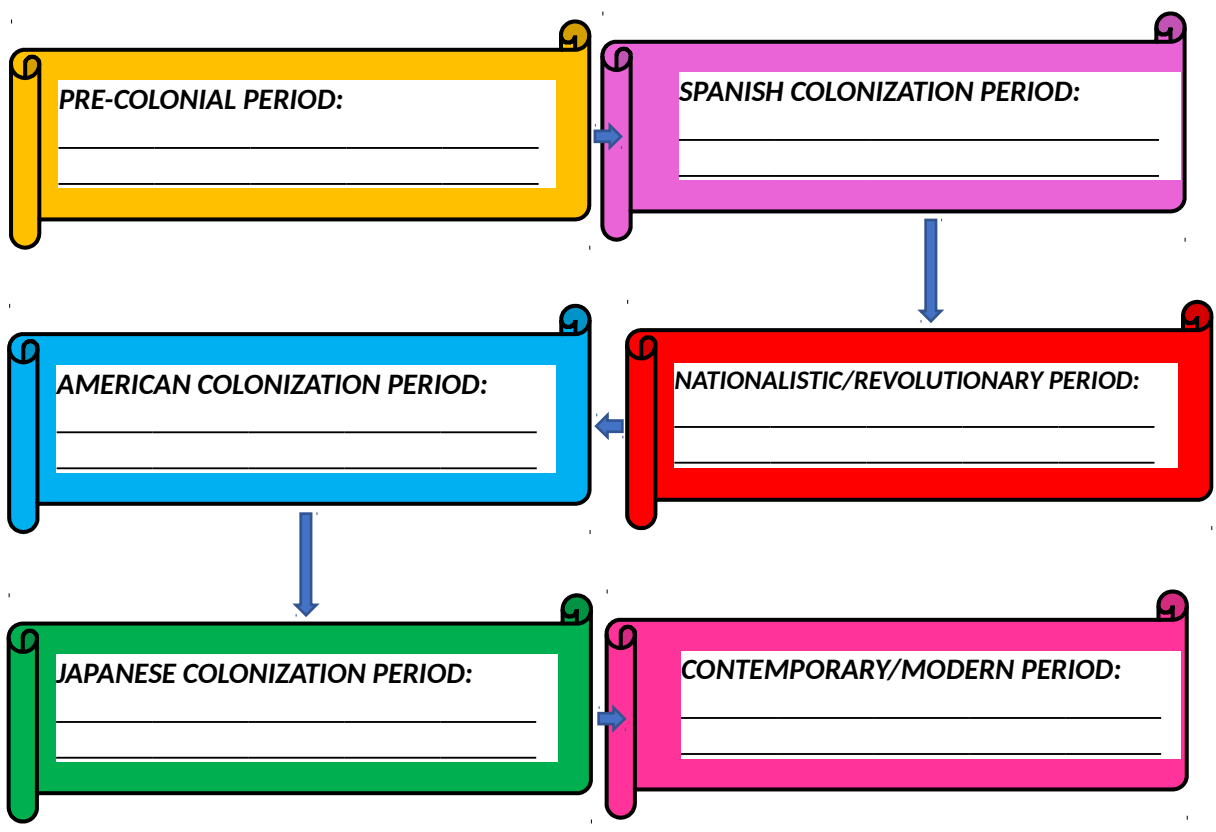 PRE-COLONIAL PERIOD:
SPANISH COLONIZATION PERIOD:
NATIONALISTIC/REVOLUTIONARY PERIOD:
AMERICAN COLONIZATION PERIOD:
JAPANESE COLONIZATION PERIOD:
CONTEMPORARY/MODERN PERIOD: